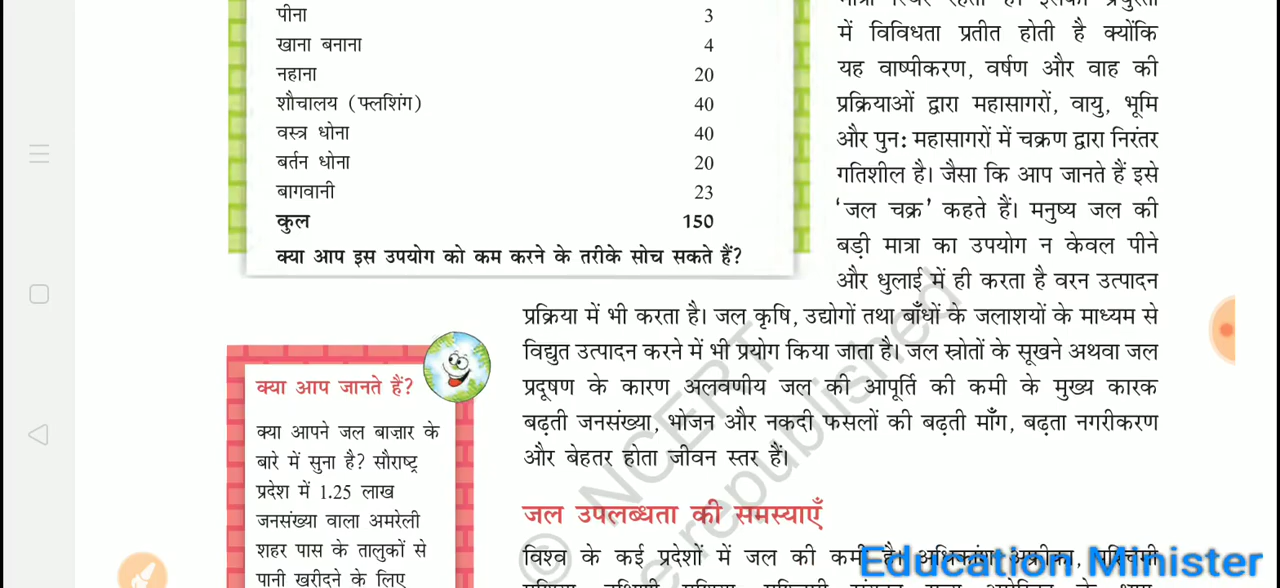 पीना 3
खाना बनाना 4
नहाना 20
शौचालय (फ्लशिंग) 40
वस्त्र धोना 40
बर्तन धोना 20
बागवानी 23
कुल 150
क्या आप इस उपयोग को कम करने के तरीके सोच सकते हैं?
में विविधता प्रतीत होती है क्योंकि
यह वाष्पीकरण, वर्षण और वाह की
प्रक्रियाओं द्वारा महासागरों, वायु, भूमि
और पुन: महासागरों में चक्रण द्वारा निरंतर
गतिशील है। जैसा कि आप जानते हैं इसे
‘जल चक्र’ कहते हैं। मनुष्य जल की
बड़ी मात्रा का उपयोग न केवल पीने
और धुलाई में ही करता है वरन उत्पादन
प्रक्रिया में भी करता है। जल कृषि, उद्योगों तथा बाँधों के जलाशयों के माध्यम से
विद्युत उत्पादन करने में भी प्रयोग किया जाता है। जल स्रोतों के सूखने अथवा जल
प्रदूषण के कारण अलवणीय जल की आपूर्ति की कमी के मुख्य कारक
बढ़ती जनसंख्या, भोजन और नकदी फसलों की बढ़ती माँग, बढ़ता नगरीकरण
और बेहतर होता जीवन स्तर हैं।
क्या आप जानते हैं?
क्या आपने जल बाज़ार के
बारे में सुना है? सौराष्ट्र
प्रदेश में 1.25 लाख
जनसंख्या वाला अमरेली
शहर पास के तालुकों से
पानी खरीदने के लिए
जल उपलब्धता की समस्याएँ
विश्व के कई प्रदेशों में जल की कमी है। अधिकांश अफ्रीका, पश्चिमी
© NCERT
republished
Education Minister